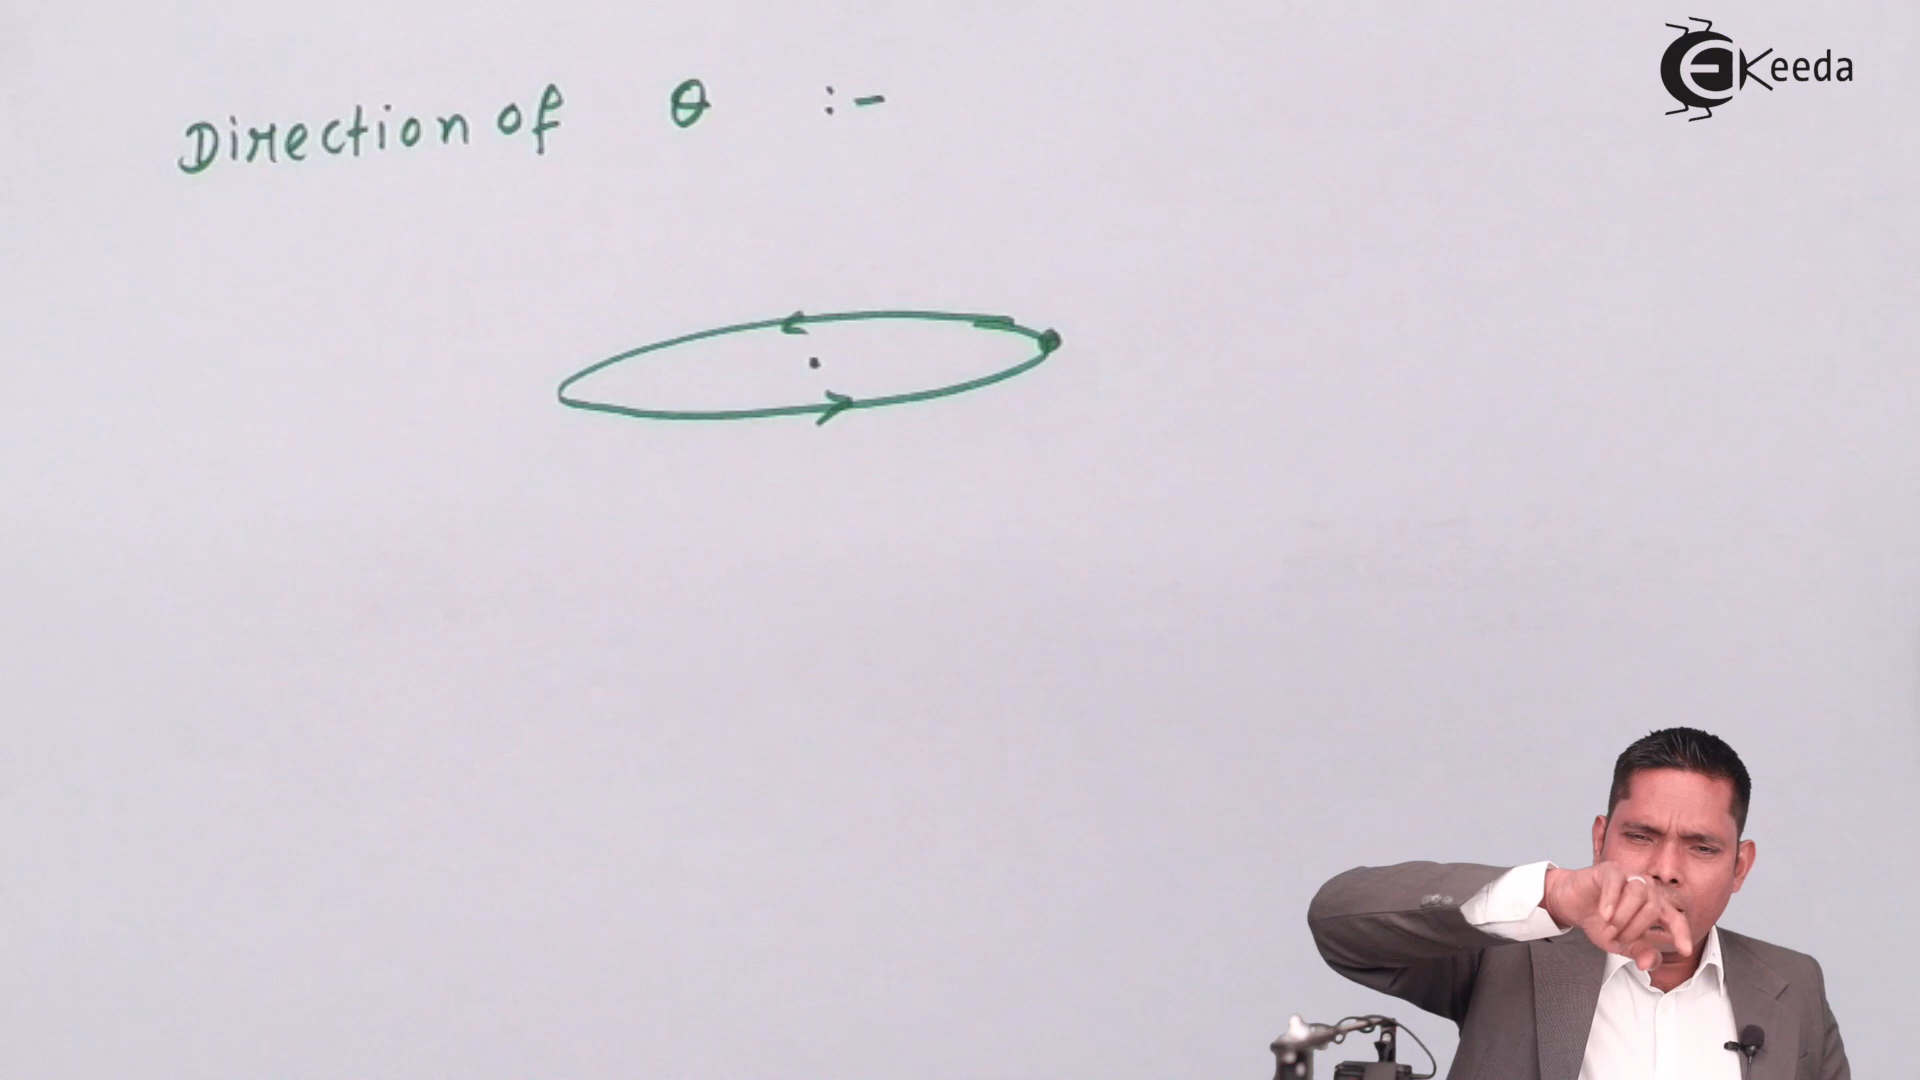 EKeeda
Direction of θ :-